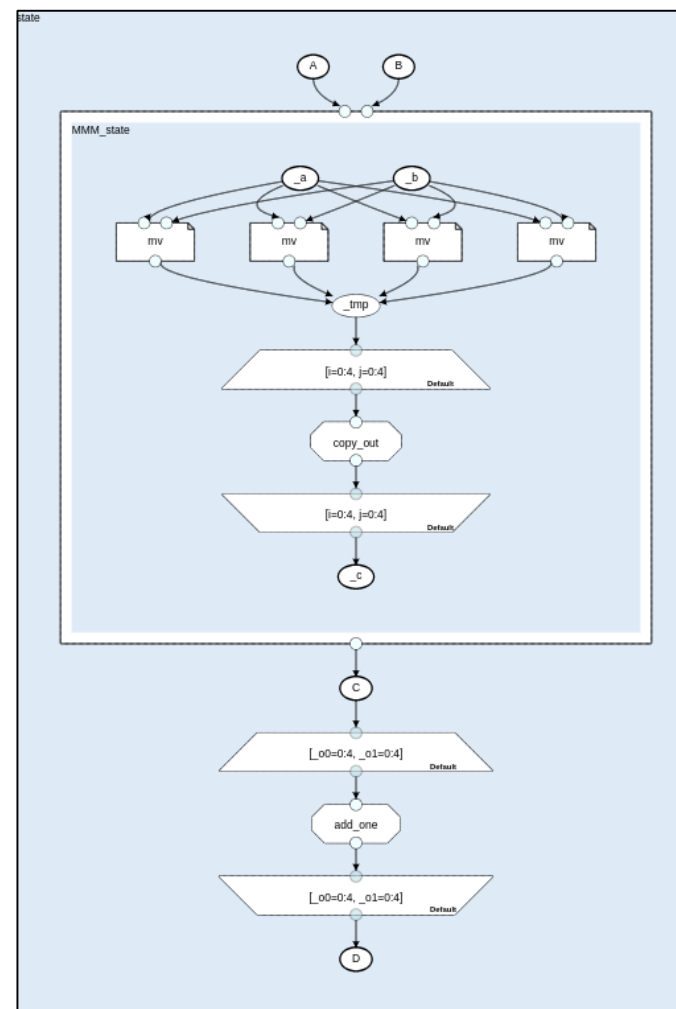 state
A
B
MMM_state
_a
_b
mv
mv
mv
mv
_tmp
[i=0:4, j=0:4]
Default
copy_out
[i=0:4, j=0:4]
Default
_c
C
[_o0=0:4, _o1=0:4]
Default
add_one
[_o0=0:4, _o1=0:4]
Default
D